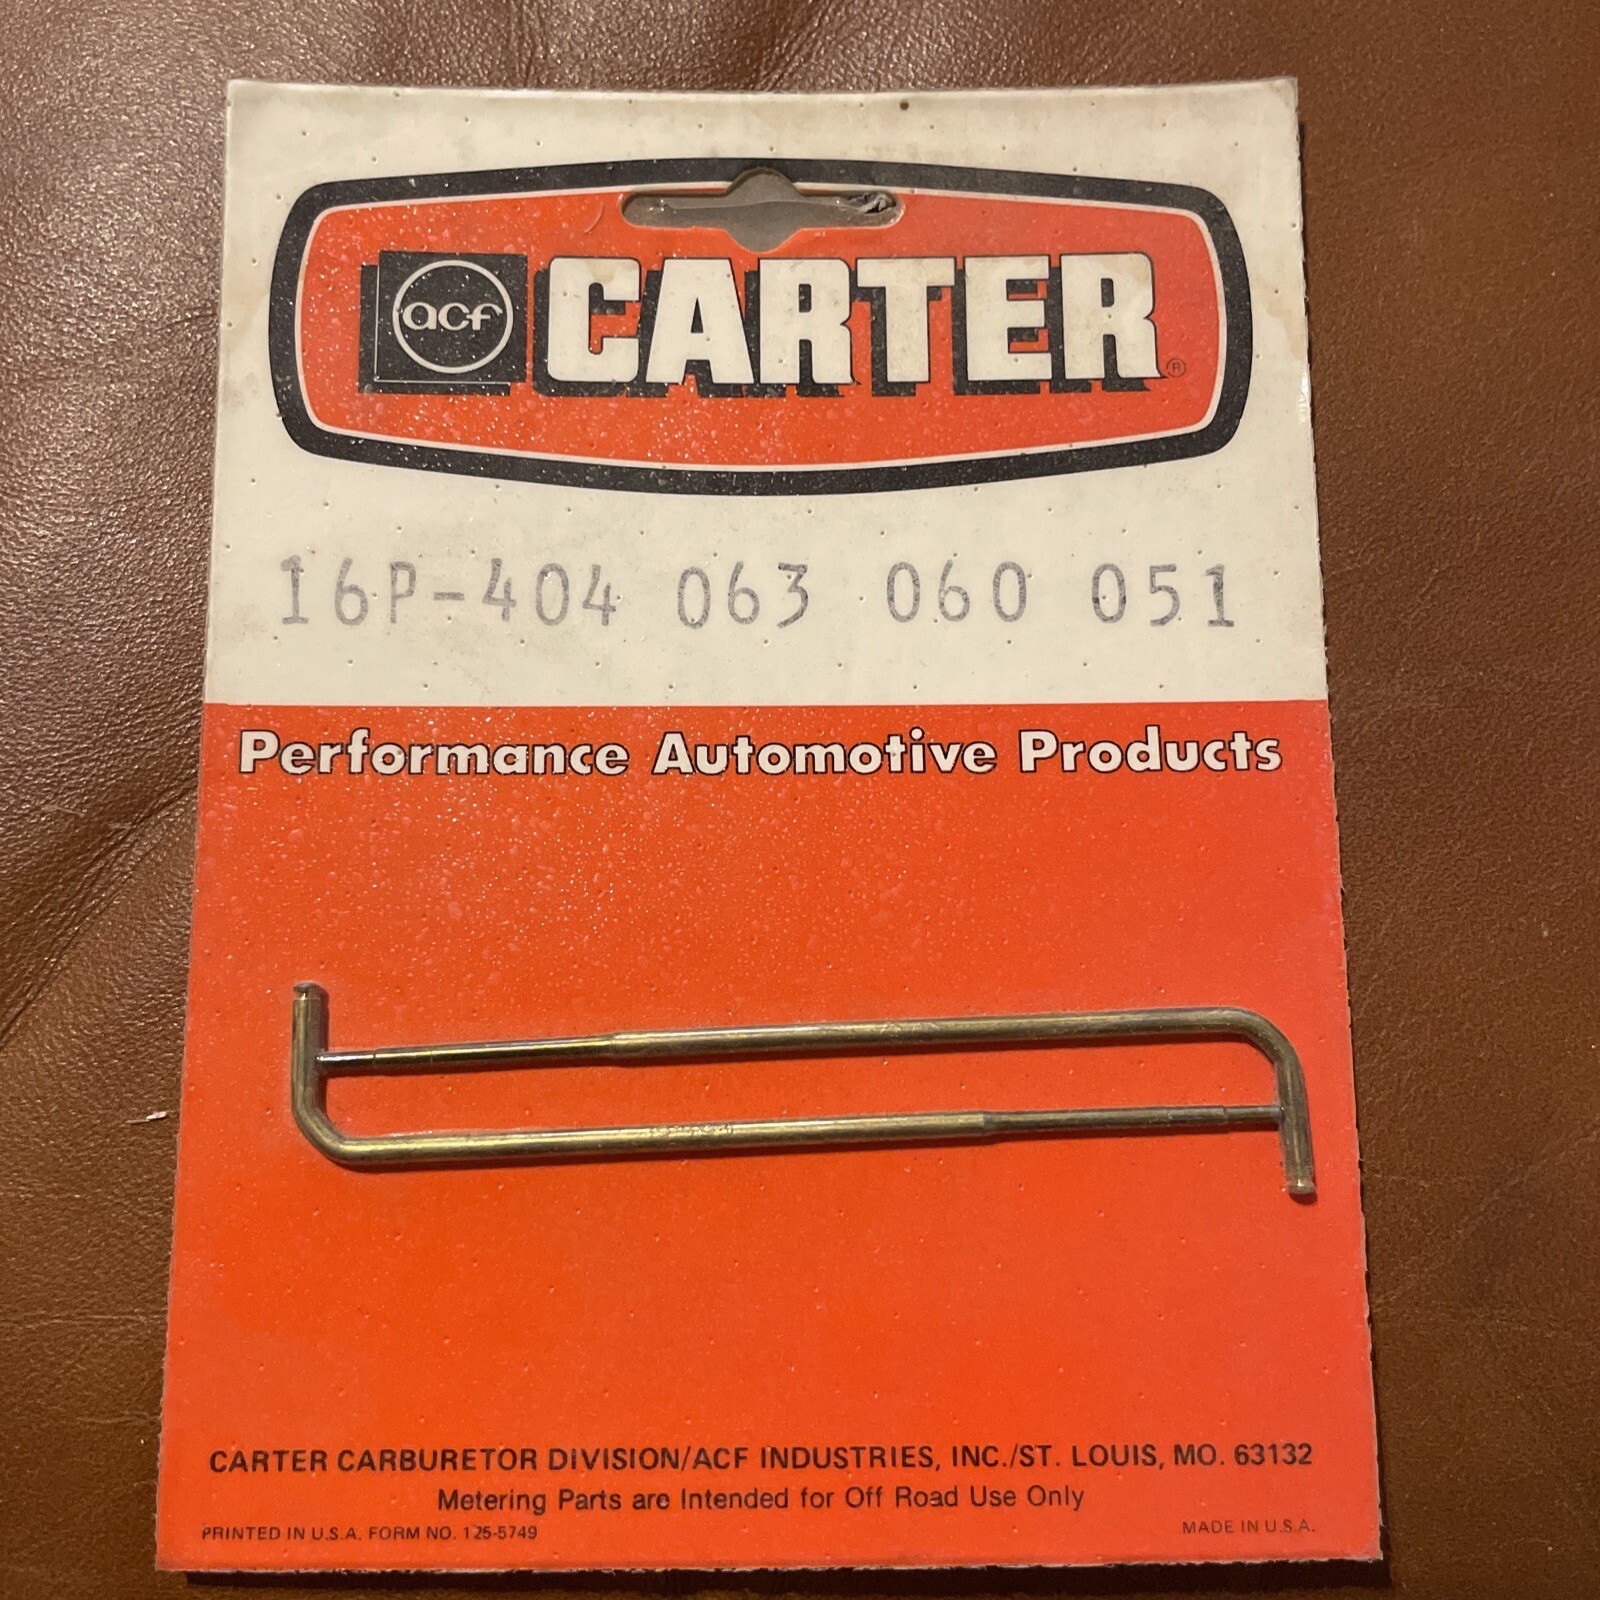 acf CARTER ®
16P-404 063 060 051
Performance Automotive Products
CARTER CARBURETOR DIVISION/ACF INDUSTRIES, INC./ST. LOUIS, MO. 63132
Metering Parts are Intended for Off Road Use Only
PRINTED IN U.S.A. FORM NO. 125-5749 MADE IN U.S.A.